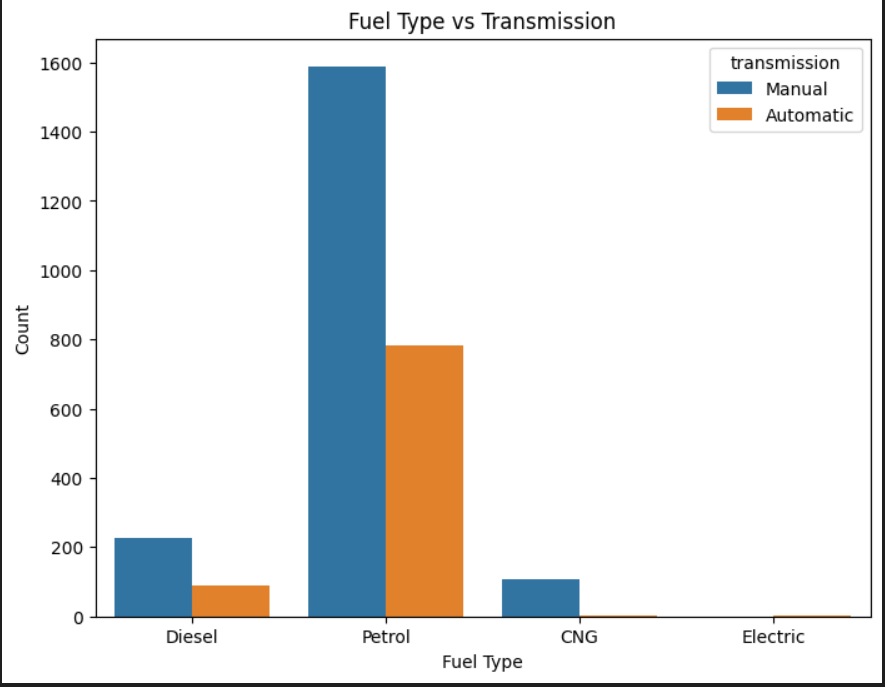 Fuel Type vs Transmission
transmission
Manual
Automatic
1600
1400
1200
1000
800
600
400
200
0
Count
Diesel Petrol CNG Electric
Fuel Type